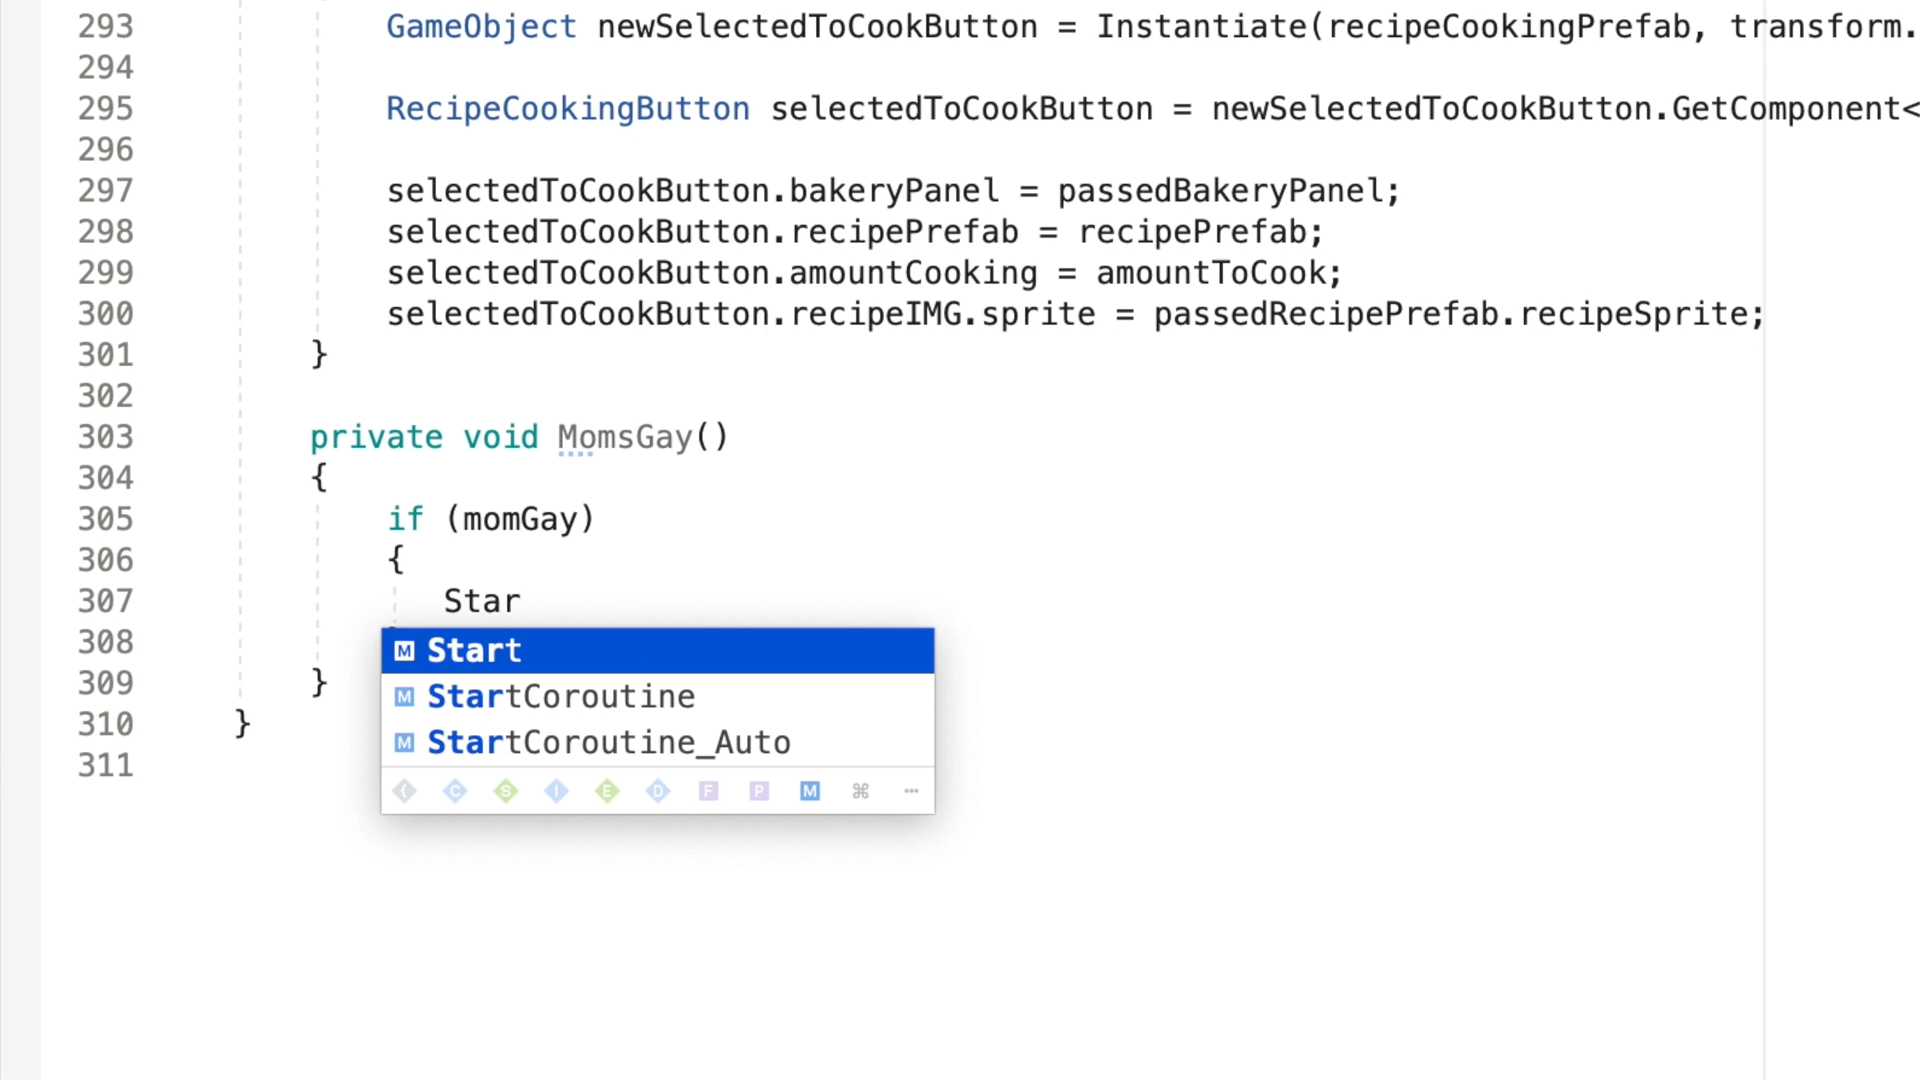 293 GameObject newSelectedToCookButton = Instantiate(recipeCookingPrefab, transform.
294
295 RecipeCookingButton selectedToCookButton = newSelectedToCookButton.GetComponent<
296
297 selectedToCookButton.bakeryPanel = passedBakeryPanel;
298 selectedToCookButton.recipePrefab = recipePrefab;
299 selectedToCookButton.amountCooking = amountToCook;
300 selectedToCookButton.recipeIMG.sprite = passedRecipePrefab.recipeSprite;
301 }
302
303 private void MomsGay()
304 {
305 if (momGay)
306 {
307 Star
308
309 }
310 }
311
M Start
M StartCoroutine
M StartCoroutine_Auto
{ C S I E D F P M ⌘ ···